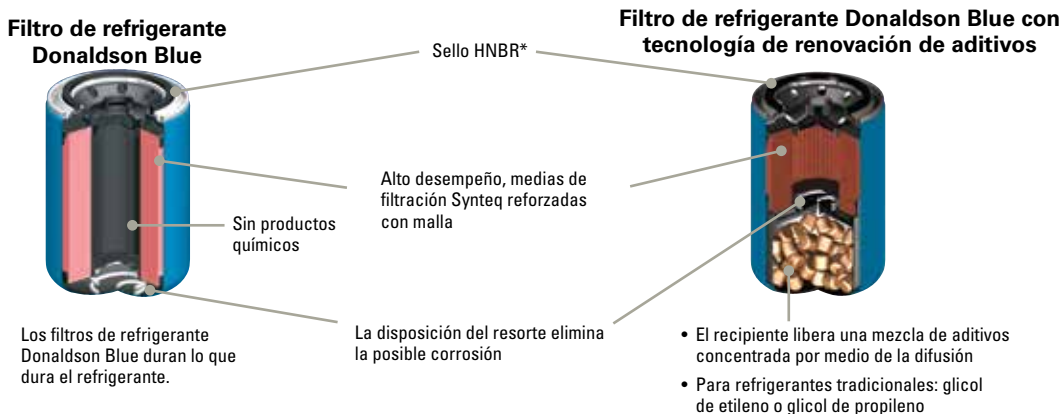 Filtro de refrigerante
Donaldson Blue
Filtro de refrigerante Donaldson Blue con
tecnología de renovación de aditivos
Sello HNBR*
Alto desempeño, medias de
filtración Synteq reforzadas
con malla
Sin productos
químicos
La disposición del resorte elimina
la posible corrosión
Los filtros de refrigerante
Donaldson Blue duran lo que
dura el refrigerante.
• El recipiente libera una mezcla de aditivos
concentrada por medio de la difusión
• Para refrigerantes tradicionales: glicol
de etileno o glicol de propileno